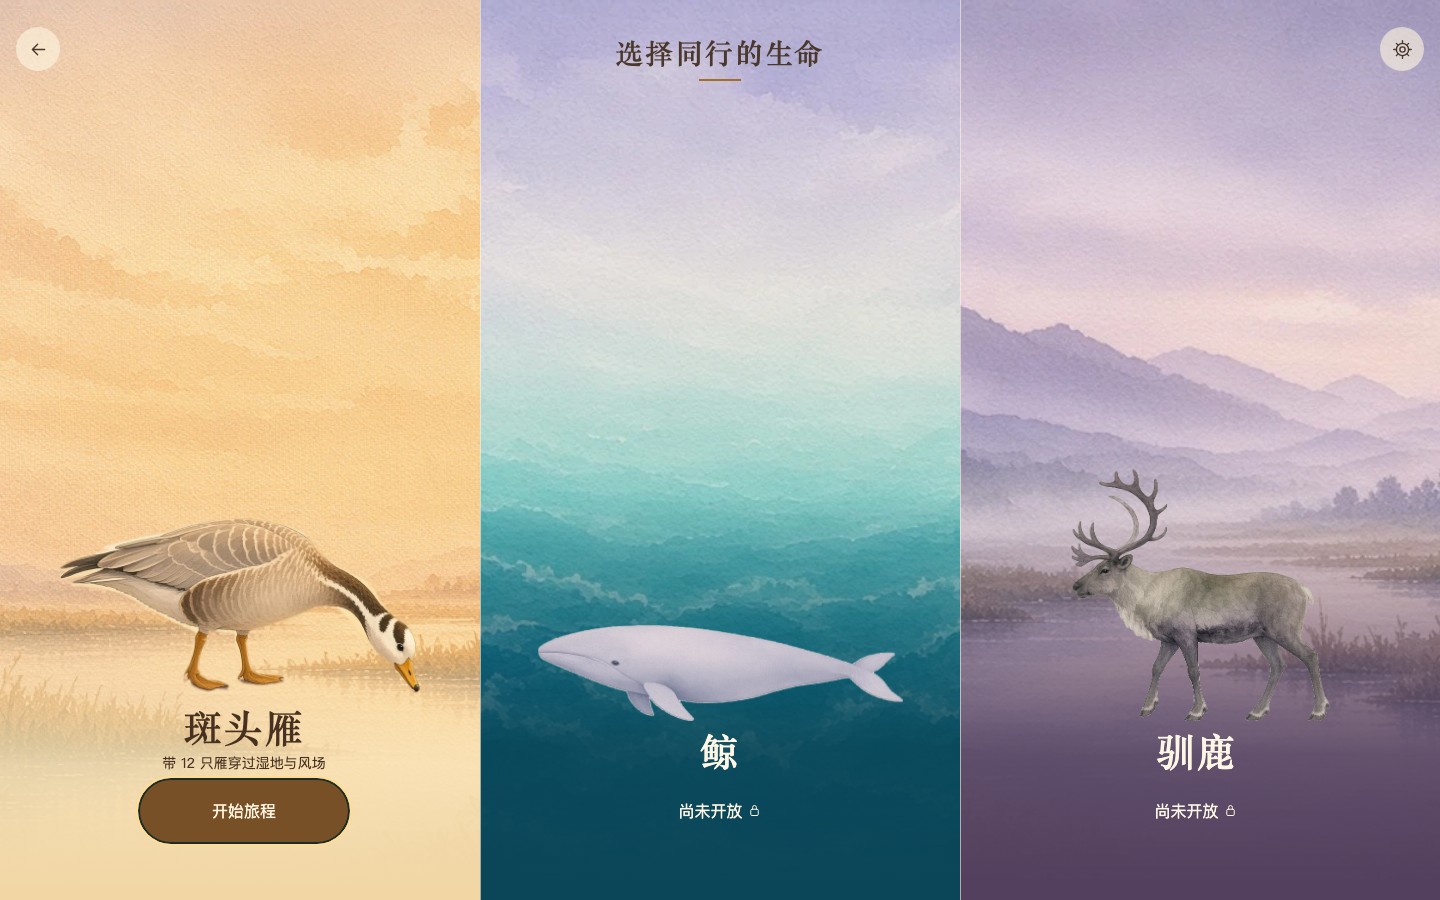 选择同行的生命
斑头雁
带 12 只雁穿过湿地与风场
开始旅程
鲸
尚未开放
驯鹿
尚未开放